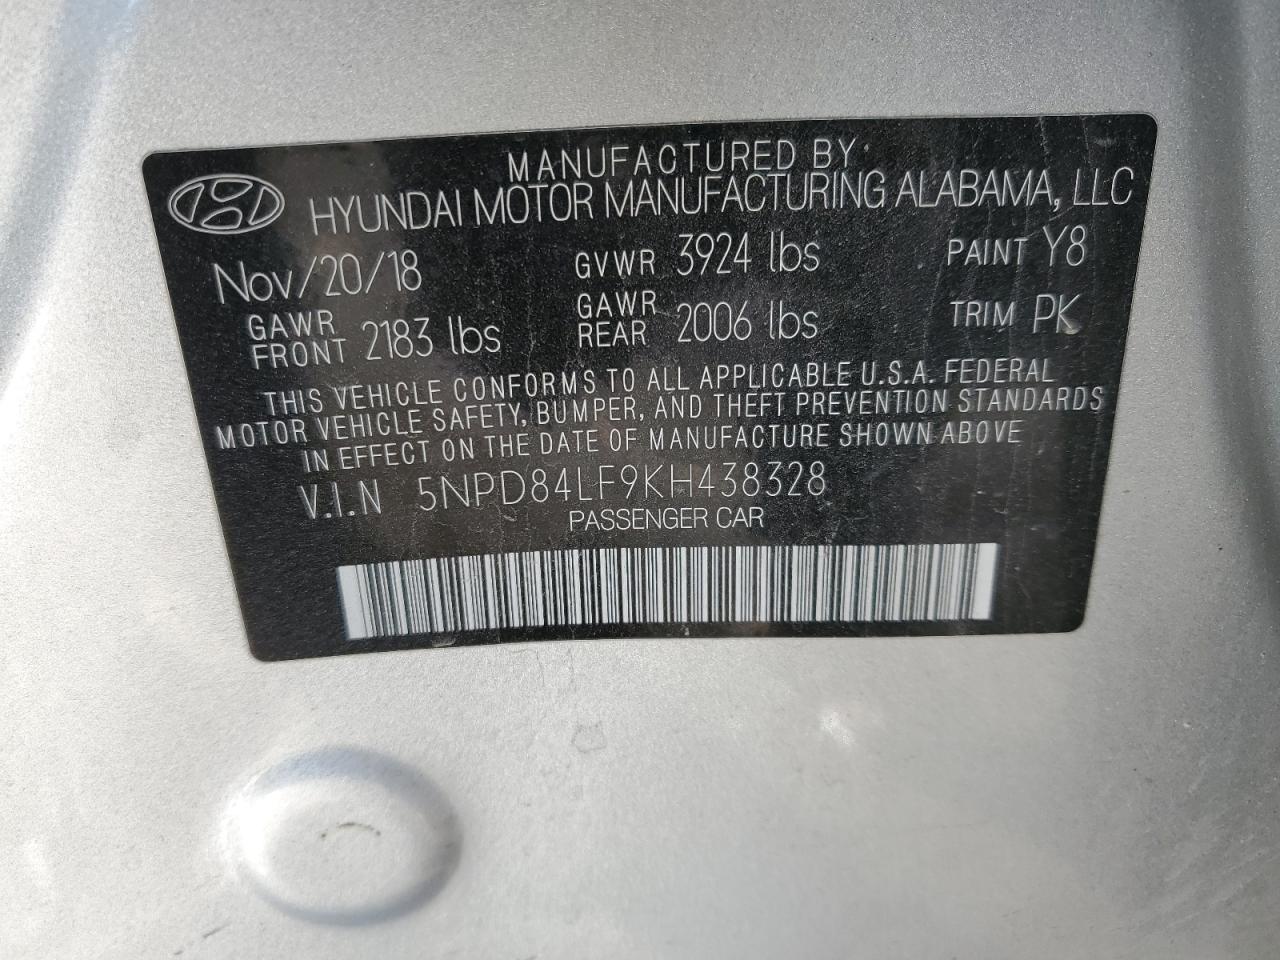 MANUFACTURED BY:
HYUNDAI MOTOR MANUFACTURING ALABAMA, LLC
Nov/20/18 GVWR 3924 lbs PAINT Y8
GAWR FRONT 2183 lbs GAWR REAR 2006 lbs TRIM PK
THIS VEHICLE CONFORMS TO ALL APPLICABLE U.S.A. FEDERAL
MOTOR VEHICLE SAFETY, BUMPER, AND THEFT PREVENTION STANDARDS
IN EFFECT ON THE DATE OF MANUFACTURE SHOWN ABOVE
V.I.N 5NPD84LF9KH438328
PASSENGER CAR